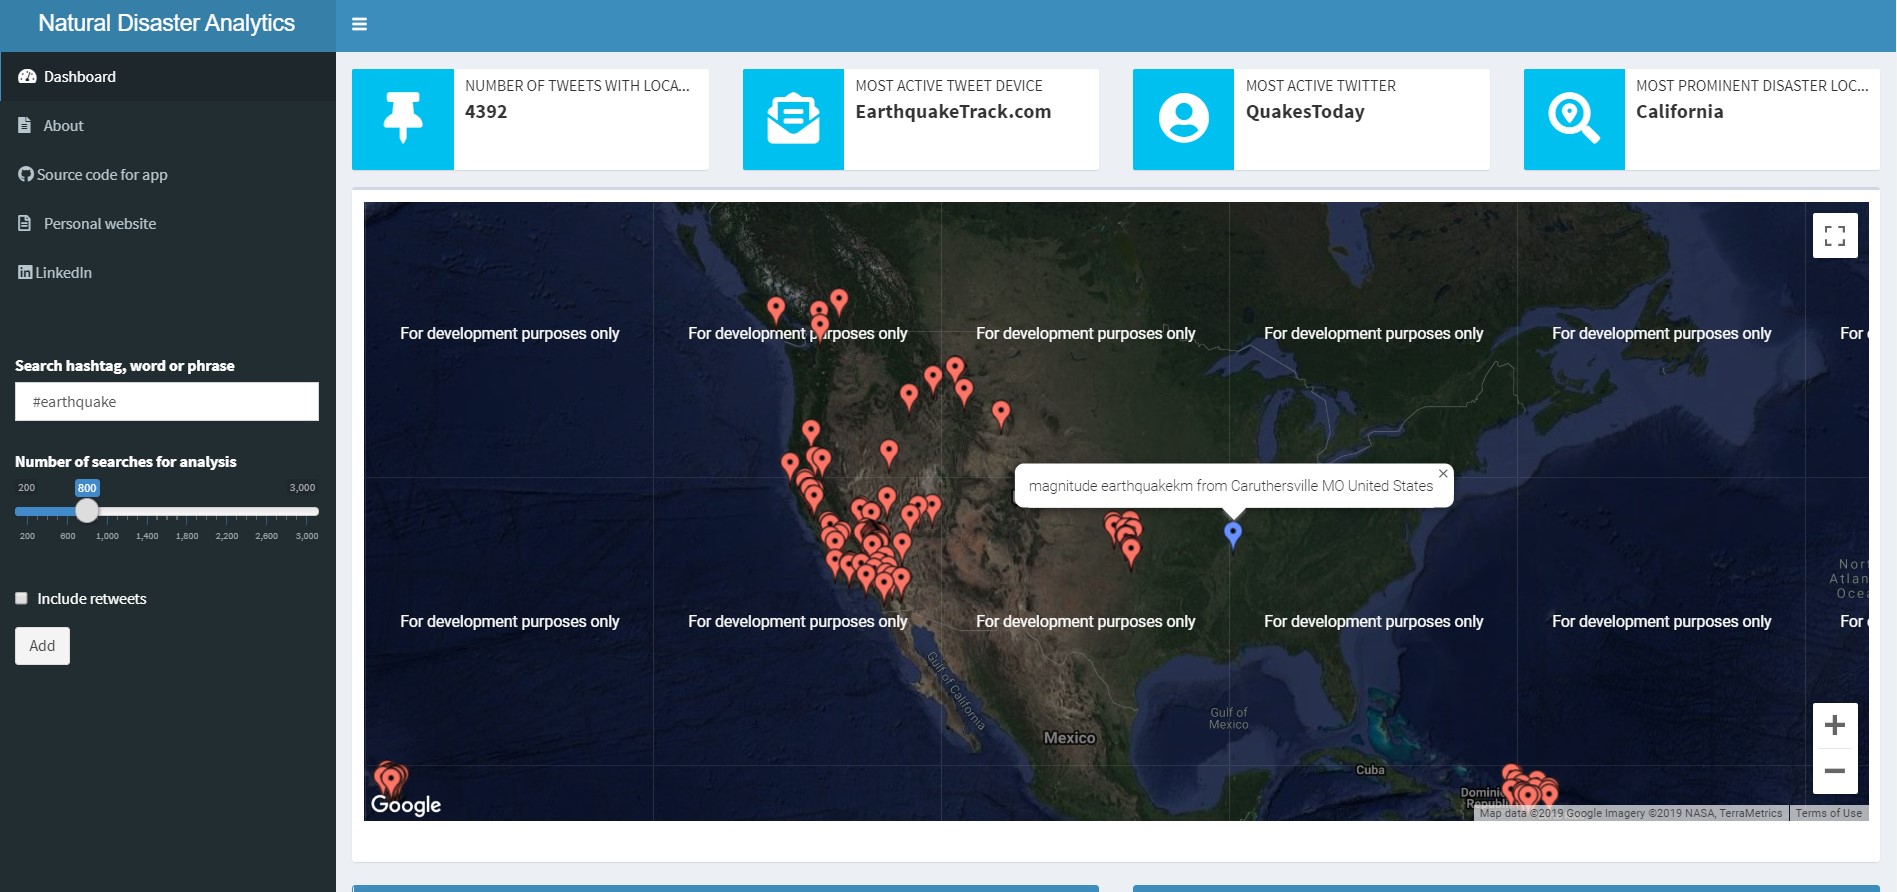 Natural Disaster Analytics
Dashboard
About
Source code for app
Personal website
LinkedIn
Search hashtag, word or phrase
#earthquake
Number of searches for analysis
200
800
3,000
200
600
1,000
1,400
1,800
2,200
2,600
3,000
Include retweets
Add
NUMBER OF TWEETS WITH LOCA...
4392
MOST ACTIVE TWEET DEVICE
EarthquakeTrack.com
MOST ACTIVE TWITTER
QuakesToday
MOST PROMINENT DISASTER LOC...
California
For development purposes only
For development purposes only
For development purposes only
For development purposes only
For development purposes only
For
magnitude earthquakekm from Caruthersville MO United States
×
Nort
Atlan
Ocea
For development purposes only
For development purposes only
For development purposes only
For development purposes only
For development purposes only
For
Gulf of California
Gulf of
Mexico
Mexico
Cuba
Dominic
Republi
Google
Map data ©2019 Google Imagery ©2019 NASA, TerraMetrics
Terms of Use